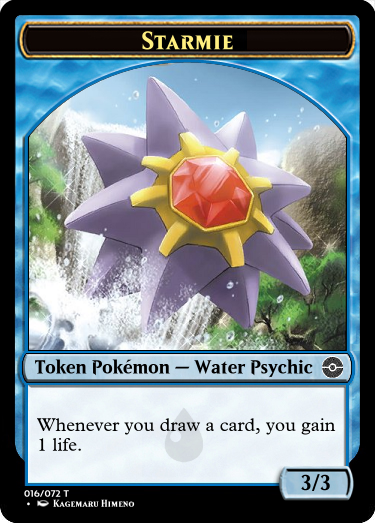 Starmie
Token Pokémon — Water Psychic
Whenever you draw a card, you gain
1 life.
3/3
016/072 T
• Kagemaru Himeno